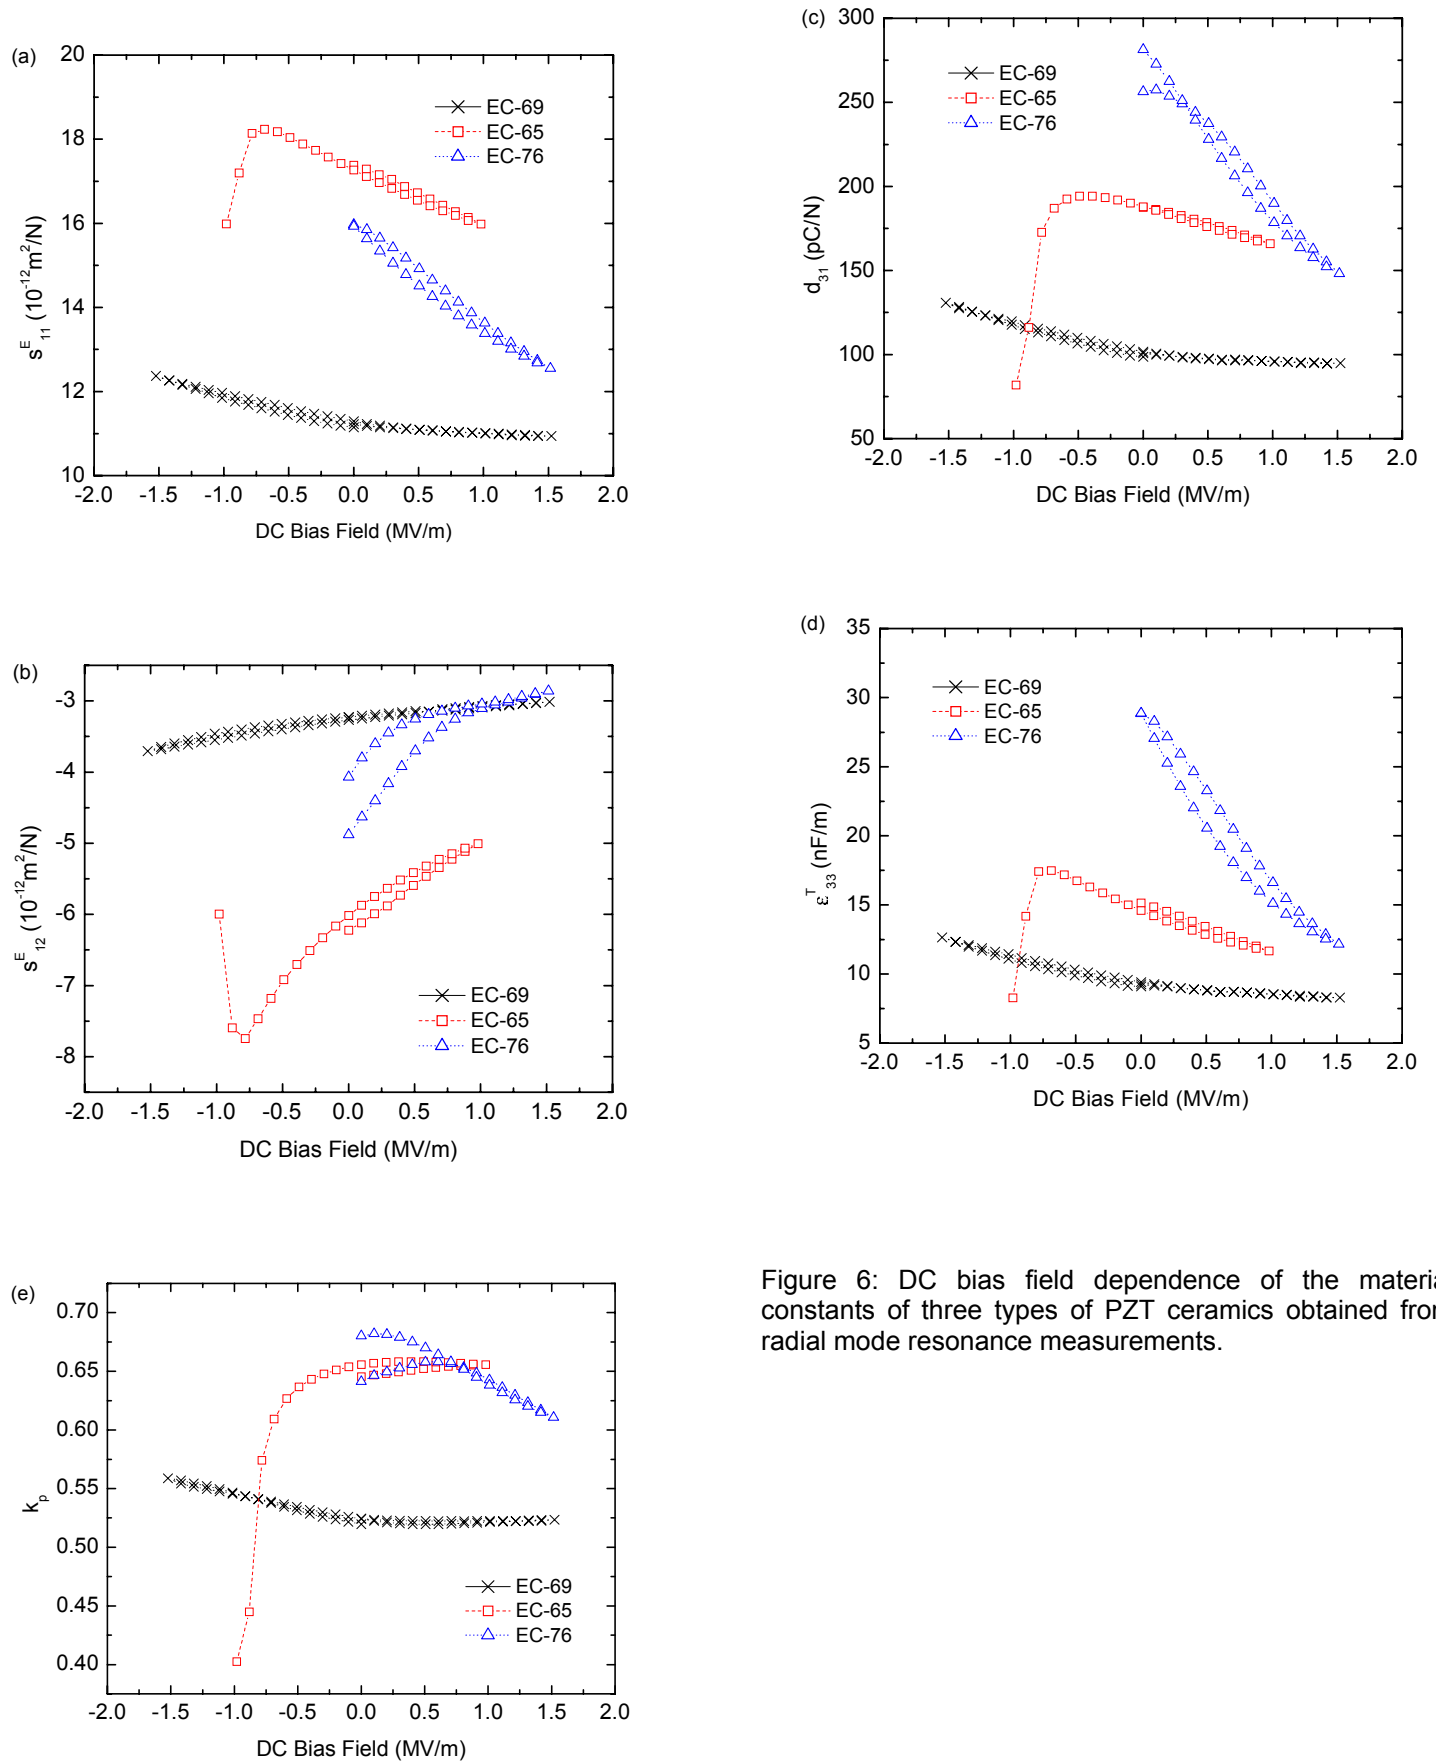 (a)
20
18
16
14
12
10
s^E_11 (10^-12 m^2/N)
EC-69
EC-65
EC-76
-2.0 -1.5 -1.0 -0.5 0.0 0.5 1.0 1.5 2.0
DC Bias Field (MV/m)
(b)
-3
-4
-5
-6
-7
-8
s^E_12 (10^-12 m^2/N)
EC-69
EC-65
EC-76
-2.0 -1.5 -1.0 -0.5 0.0 0.5 1.0 1.5 2.0
DC Bias Field (MV/m)
(c)
300
250
200
150
100
50
d_31 (pC/N)
EC-69
EC-65
EC-76
-2.0 -1.5 -1.0 -0.5 0.0 0.5 1.0 1.5 2.0
DC Bias Field (MV/m)
(d)
35
30
25
20
15
10
5
ε^T_33 (nF/m)
EC-69
EC-65
EC-76
-2.0 -1.5 -1.0 -0.5 0.0 0.5 1.0 1.5 2.0
DC Bias Field (MV/m)
(e)
0.70
0.65
0.60
0.55
0.50
0.45
0.40
k_p
EC-69
EC-65
EC-76
-2.0 -1.5 -1.0 -0.5 0.0 0.5 1.0 1.5 2.0
DC Bias Field (MV/m)
Figure 6: DC bias field dependence of the materia
constants of three types of PZT ceramics obtained fron
radial mode resonance measurements.